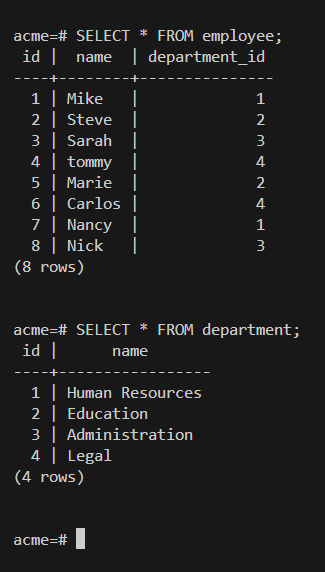 acme=# SELECT * FROM employee;
 id |  name  | department_id
----+--------+---------------
  1 | Mike   |             1
  2 | Steve  |             2
  3 | Sarah  |             3
  4 | tommy  |             4
  5 | Marie  |             2
  6 | Carlos |             4
  7 | Nancy  |             1
  8 | Nick   |             3
(8 rows)
acme=# SELECT * FROM department;
 id |      name
----+-----------------
  1 | Human Resources
  2 | Education
  3 | Administration
  4 | Legal
(4 rows)
acme=#